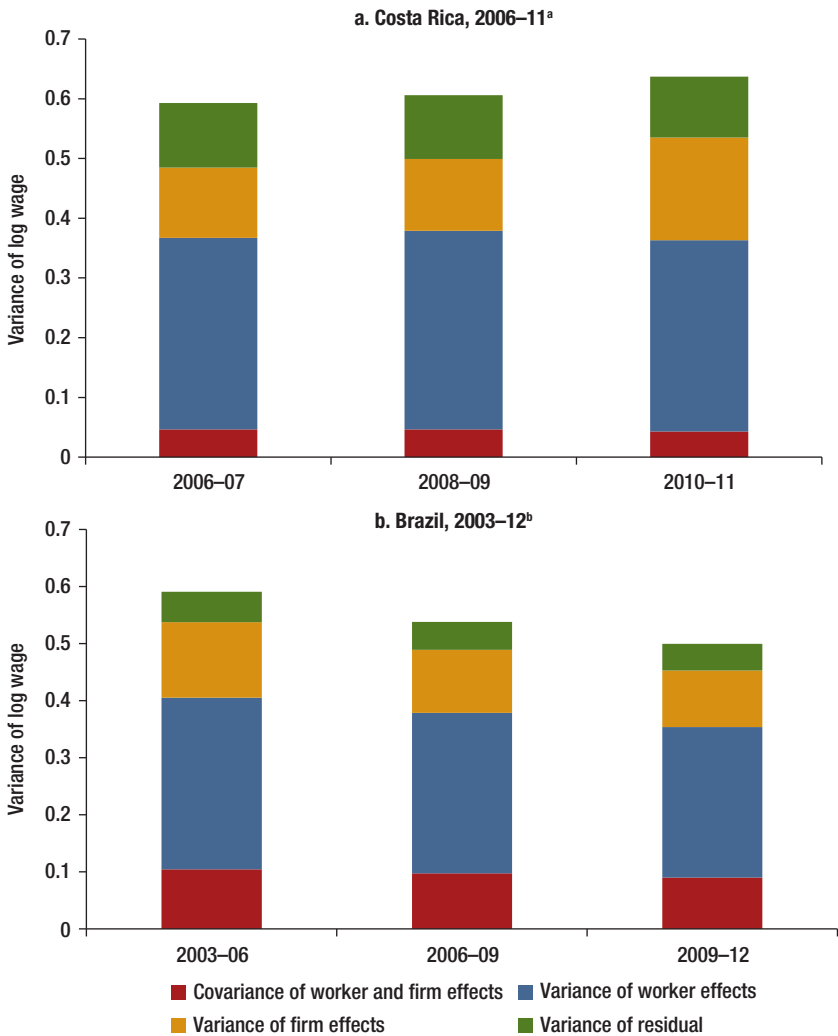 a. Costa Rica, 2006–11ᵃ
Variance of log wage
0.7
0.6
0.5
0.4
0.3
0.2
0.1
0
2006–07 2008–09 2010–11
b. Brazil, 2003–12ᵇ
Variance of log wage
0.7
0.6
0.5
0.4
0.3
0.2
0.1
0
2003–06 2006–09 2009–12
Covariance of worker and firm effects Variance of worker effects
Variance of firm effects Variance of residual